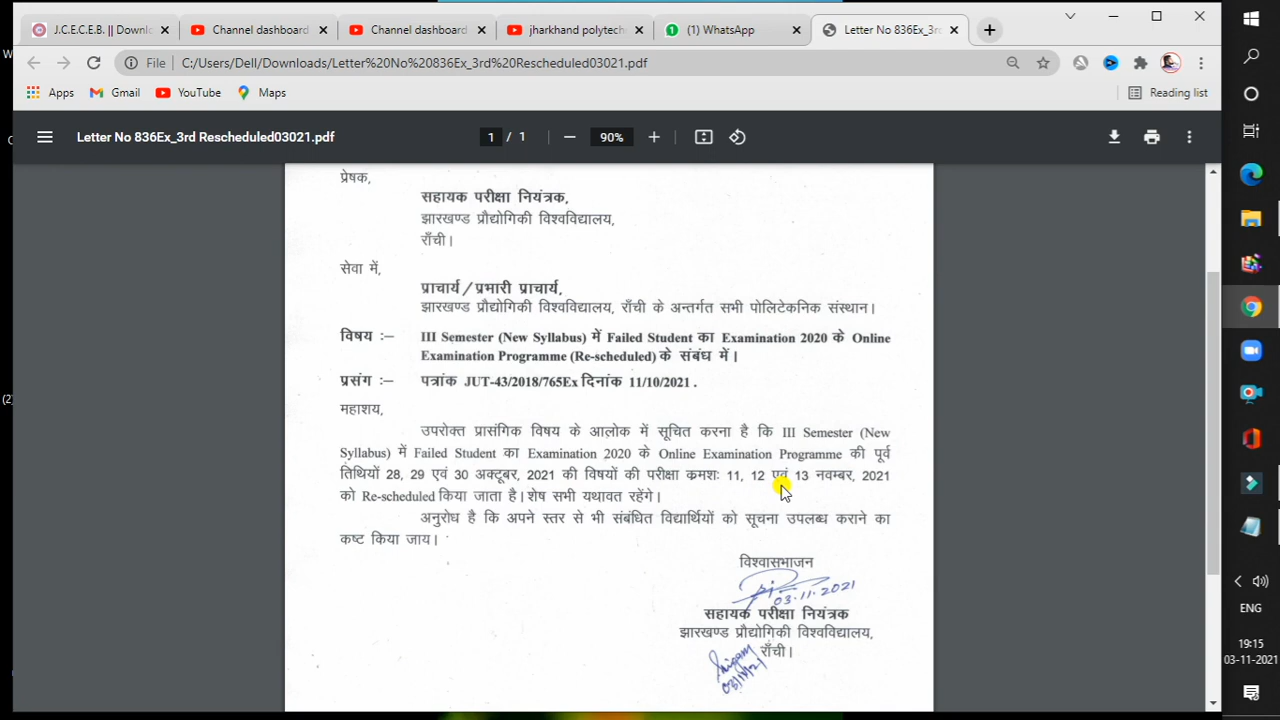 J.C.E.C.E.B. || Downl
Channel dashboard
Channel dashboard
jharkhand polytech
(1) WhatsApp
Letter No 836Ex_3rd
File
C:/Users/Dell/Downloads/Letter%20No%20836Ex_3rd%20Rescheduled03021.pdf
Apps
Gmail
YouTube
Maps
Reading list
Letter No 836Ex_3rd Rescheduled03021.pdf
1 / 1
90%
प्रेषक,
सहायक परीक्षा नियंत्रक,
झारखण्ड प्रौद्योगिकी विश्वविद्यालय,
राँची।
सेवा में,
प्राचार्य/प्रभारी प्राचार्य,
झारखण्ड प्रौद्योगिकी विश्वविद्यालय, राँची के अन्तर्गत सभी पोलिटेकनिक संस्थान।
विषय :– III Semester (New Syllabus) में Failed Student का Examination 2020 के Online
Examination Programme (Re-scheduled) के संबंध में।
प्रसंग :– पत्रांक JUT-43/2018/765Ex दिनांक 11/10/2021 .
महाशय,
उपरोक्त प्रासंगिक विषय के आलोक में सूचित करना है कि III Semester (New
Syllabus) में Failed Student का Examination 2020 के Online Examination Programme की पूर्व
तिथियों 28, 29 एवं 30 अक्टूबर, 2021 की विषयों की परीक्षा क्रमशः 11, 12 एवं 13 नवम्बर, 2021
को Re-scheduled किया जाता है। शेष सभी यथावत रहेंगे।
अनुरोध है कि अपने स्तर से भी संबंधित विद्यार्थियों को सूचना उपलब्ध कराने का
कष्ट किया जाय।
विश्वासभाजन
03.11.2021
सहायक परीक्षा नियंत्रक
झारखण्ड प्रौद्योगिकी विश्वविद्यालय,
राँची।
03/11/21
ENG
19:15
03-11-2021